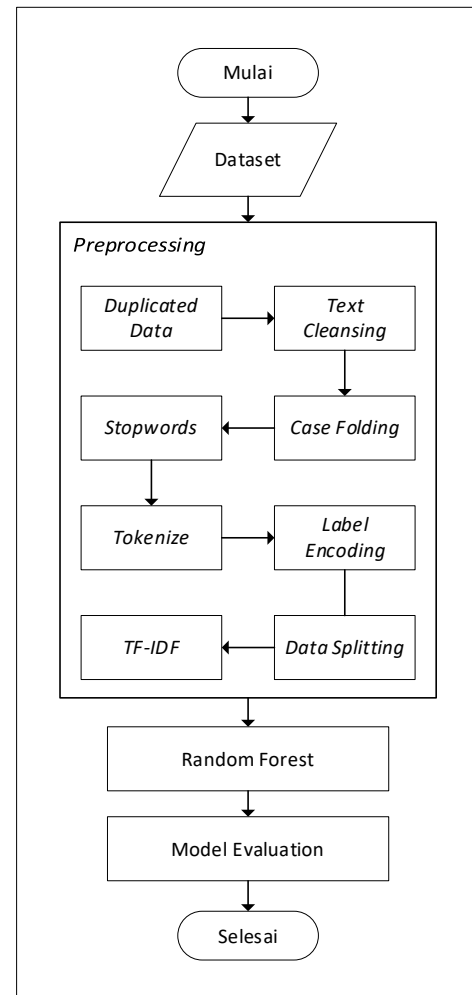 Mulai
Dataset
Preprocessing
Duplicated
Data
Text
Cleansing
Stopwords
Case Folding
Tokenize
Label
Encoding
TF-IDF
Data Splitting
Random Forest
Model Evaluation
Selesai